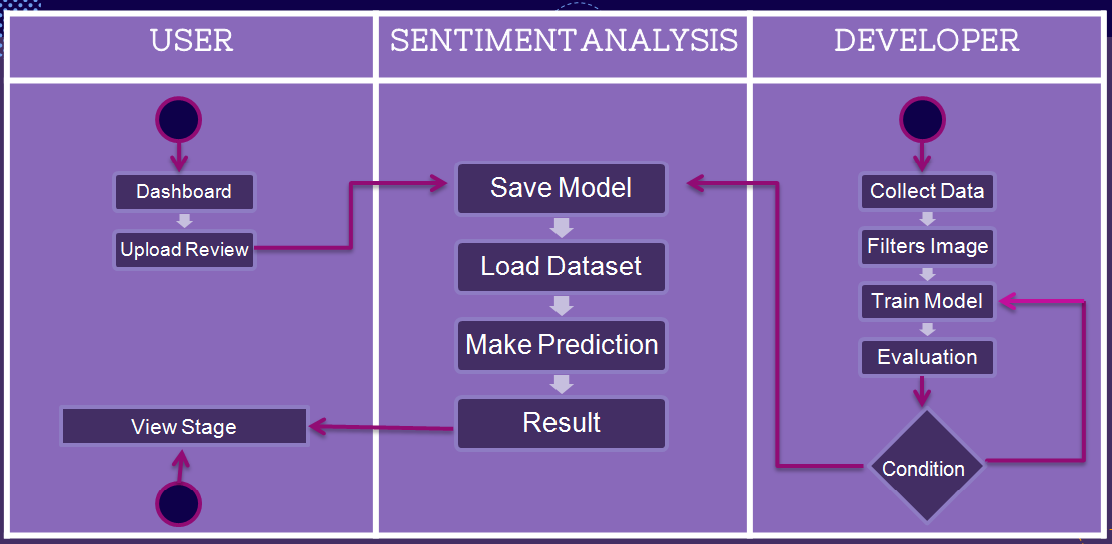 USER
SENTIMENT ANALYSIS
DEVELOPER
Dashboard
Upload Review
View Stage
Save Model
Load Dataset
Make Prediction
Result
Collect Data
Filters Image
Train Model
Evaluation
Condition